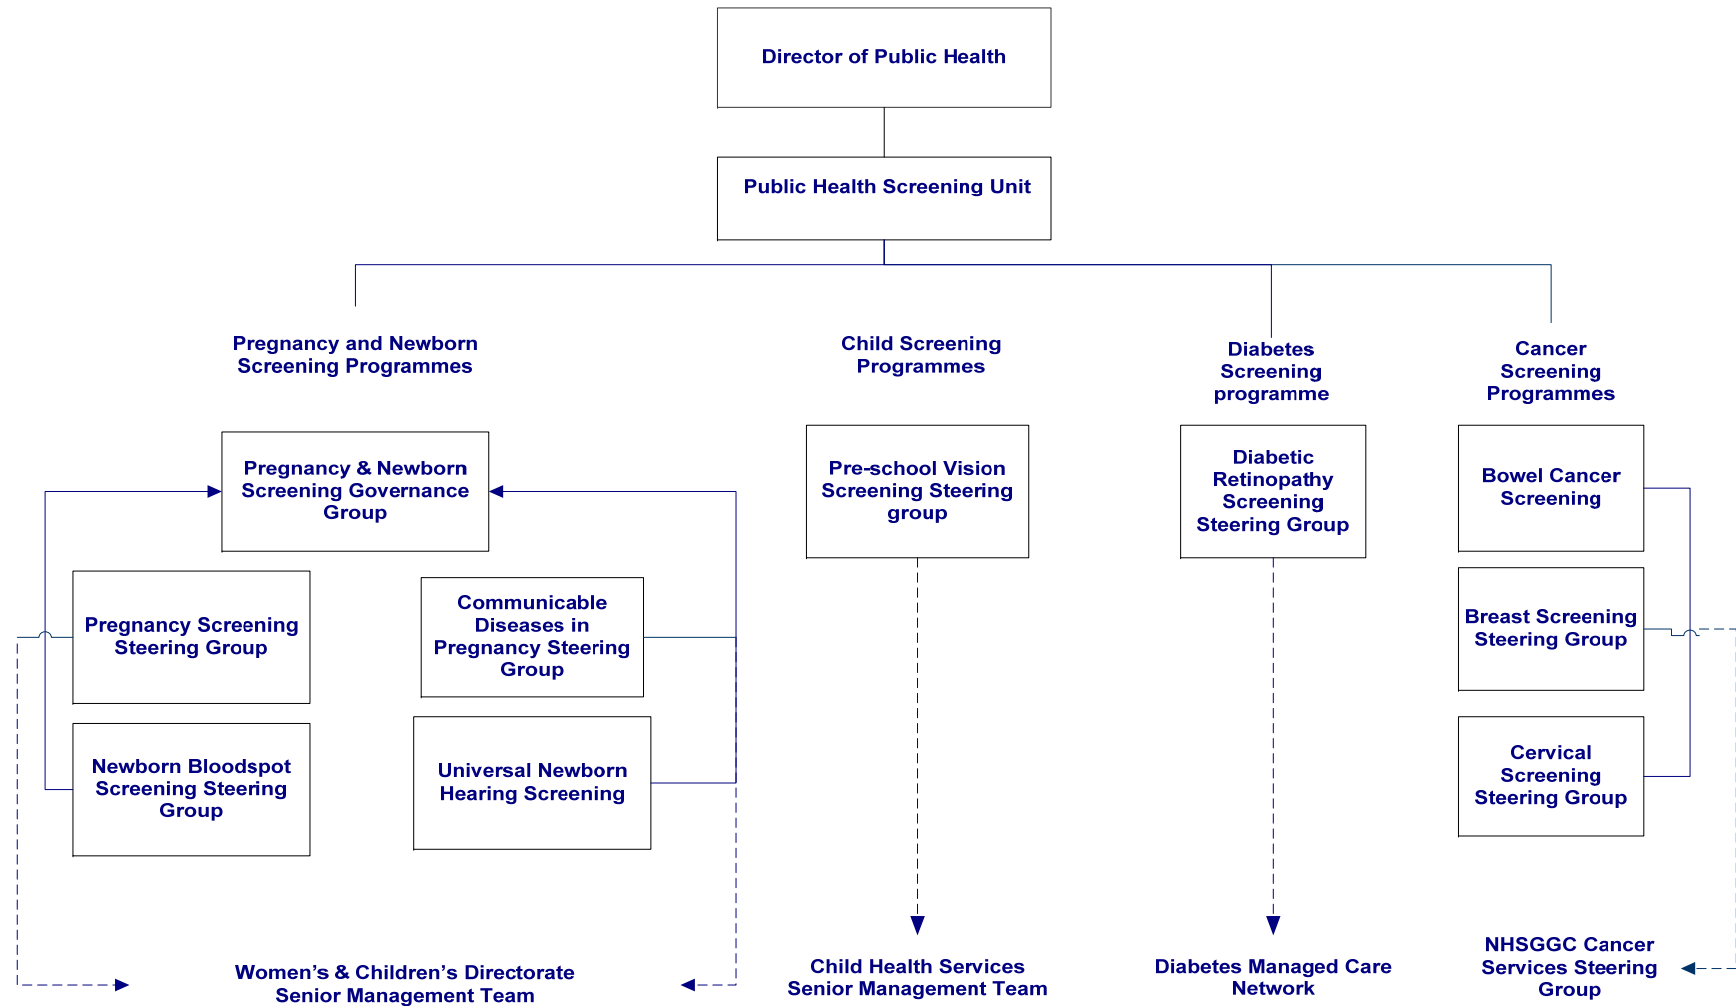 Director of Public Health
Public Health Screening Unit
Pregnancy and Newborn
Screening Programmes
Child Screening
Programmes
Diabetes
Screening
programme
Cancer
Screening
Programmes
Pregnancy & Newborn
Screening Governance
Group
Pre-school Vision
Screening Steering
group
Diabetic
Retinopathy
Screening
Steering Group
Bowel Cancer
Screening
Pregnancy Screening
Steering Group
Communicable
Diseases in
Pregnancy Steering
Group
Breast Screening
Steering Group
Newborn Bloodspot
Screening Steering
Group
Universal Newborn
Hearing Screening
Cervical
Screening
Steering Group
Women’s & Children’s Directorate
Senior Management Team
Child Health Services
Senior Management Team
Diabetes Managed Care
Network
NHSGGC Cancer
Services Steering
Group